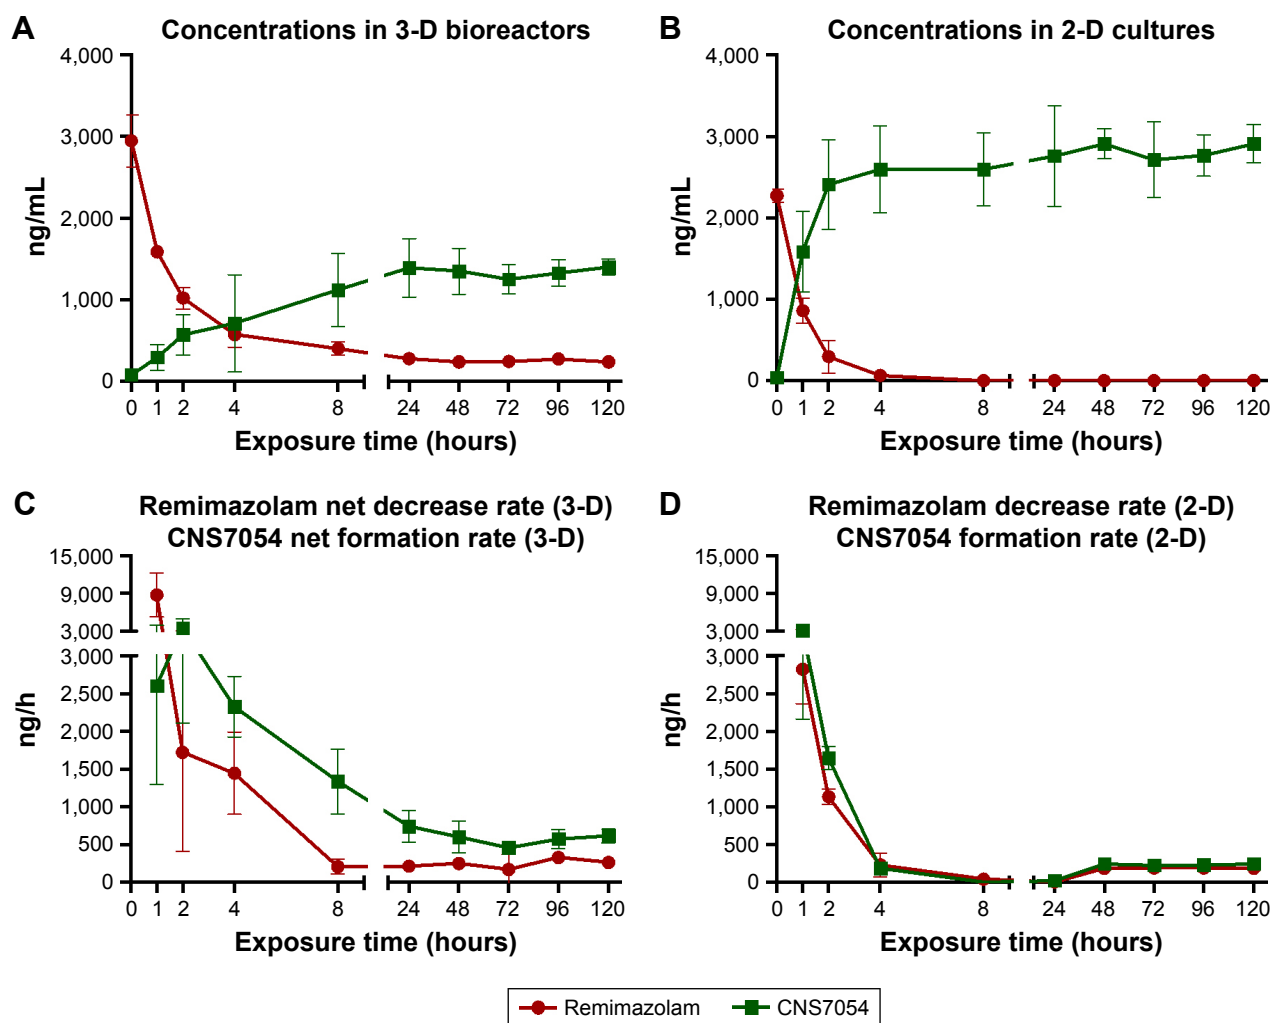 A
Concentrations in 3-D bioreactors
4,000
3,000
2,000
1,000
0
ng/mL
0 1 2 4 8 24 48 72 96 120
Exposure time (hours)
B
Concentrations in 2-D cultures
4,000
3,000
2,000
1,000
0
ng/mL
0 1 2 4 8 24 48 72 96 120
Exposure time (hours)
C
Remimazolam net decrease rate (3-D)
CNS7054 net formation rate (3-D)
15,000
9,000
3,000
3,000
2,500
2,000
1,500
1,000
500
0
ng/h
0 1 2 4 8 24 48 72 96 120
Exposure time (hours)
D
Remimazolam decrease rate (2-D)
CNS7054 formation rate (2-D)
15,000
9,000
3,000
3,000
2,500
2,000
1,500
1,000
500
0
ng/h
0 1 2 4 8 24 48 72 96 120
Exposure time (hours)
Remimazolam CNS7054